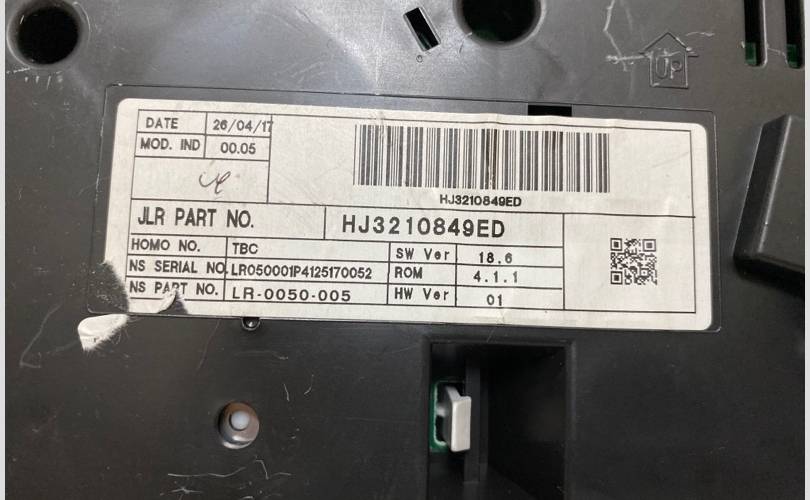 UP
DATE 26/04/17
MOD. IND 00.05
HJ3210849ED
JLR PART NO. HJ3210849ED
HOMO NO. TBC SW Ver 18.6
NS SERIAL NO. LR050001P4125170052 ROM 4.1.1
NS PART NO. LR-0050-005 HW Ver 01